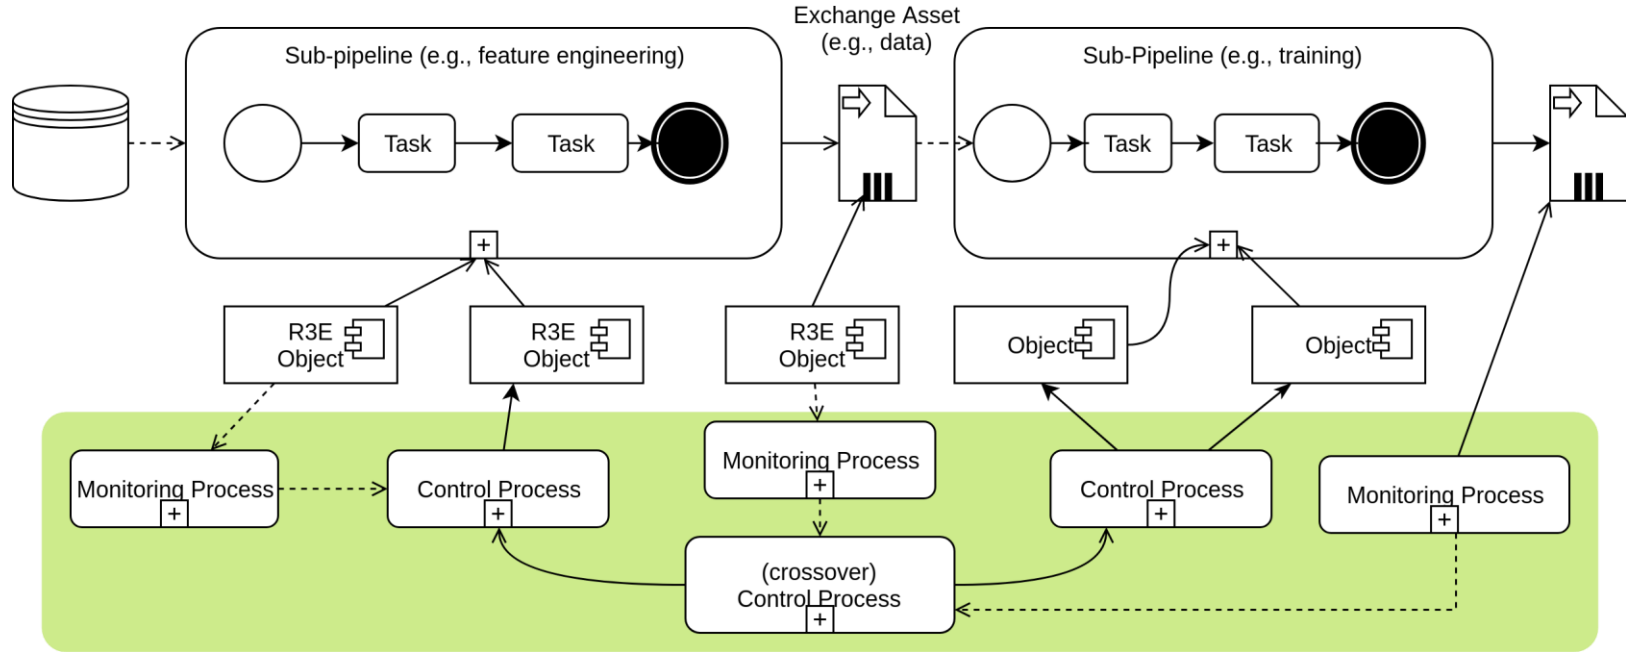 Exchange Asset
(e.g., data)
Sub-pipeline (e.g., feature engineering)
Sub-Pipeline (e.g., training)
Task
Task
Task
Task
+
+
R3E
Object
R3E
Object
R3E
Object
Object
Object
Monitoring Process
+
Control Process
+
Monitoring Process
+
Control Process
+
Monitoring Process
+
(crossover)
Control Process
+